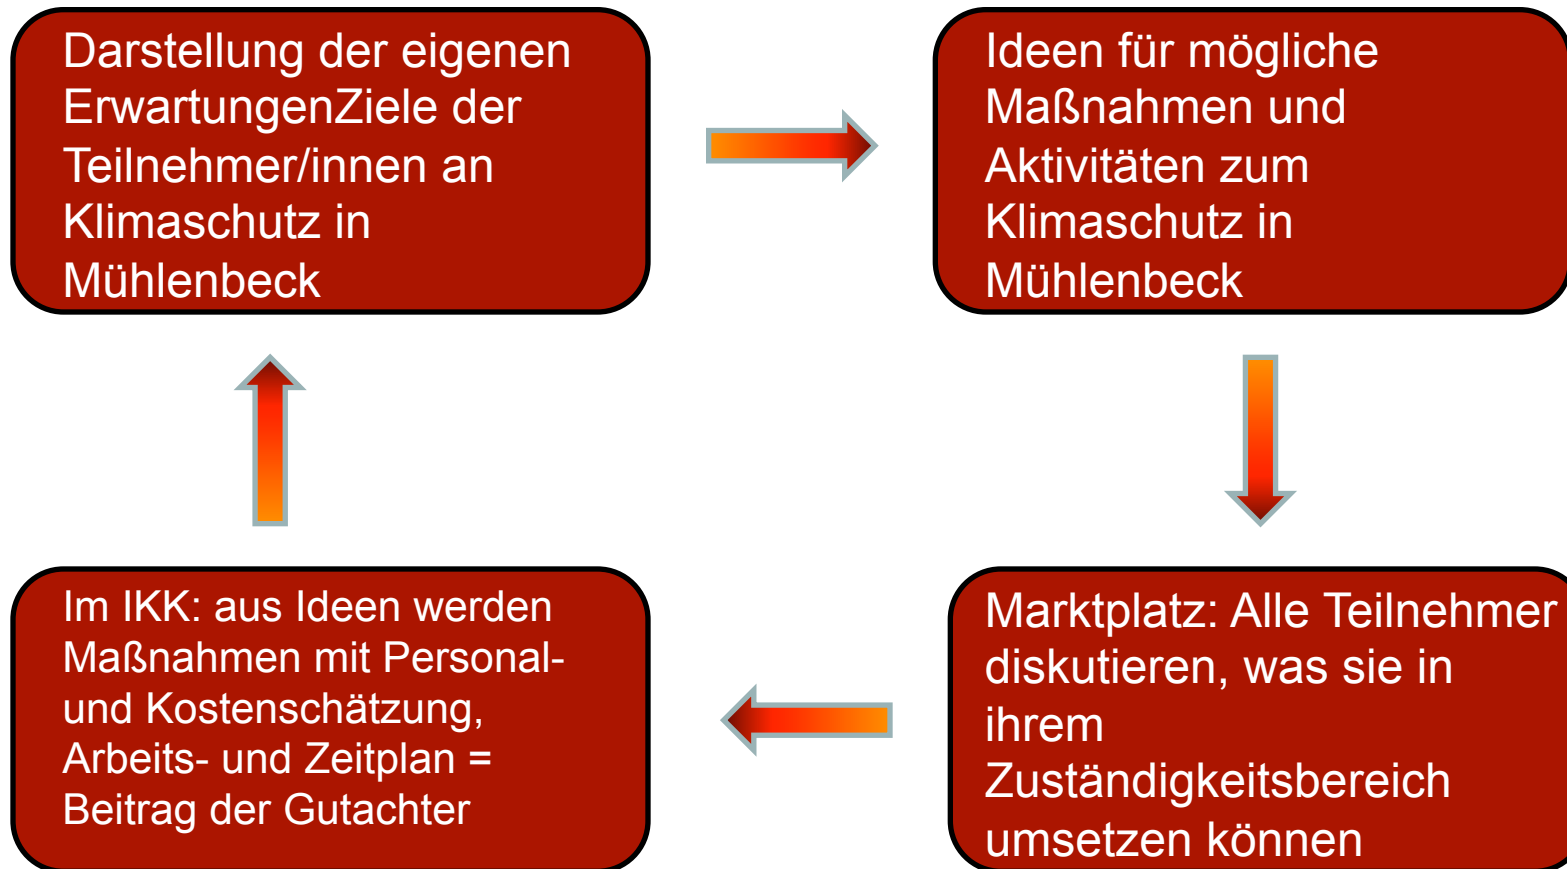 Darstellung der eigenen
ErwartungenZiele der
Teilnehmer/innen an
Klimaschutz in
Mühlenbeck
Ideen für mögliche
Maßnahmen und
Aktivitäten zum
Klimaschutz in
Mühlenbeck
Im IKK: aus Ideen werden
Maßnahmen mit Personal-
und Kostenschätzung,
Arbeits- und Zeitplan =
Beitrag der Gutachter
Marktplatz: Alle Teilnehmer
diskutieren, was sie in
ihrem
Zuständigkeitsbereich
umsetzen können